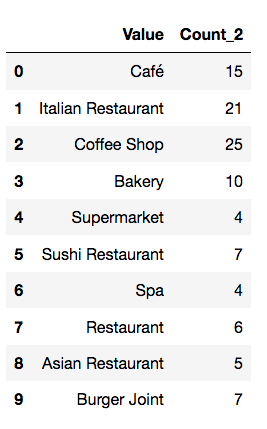 Value Count_2
0 Café 15
1 Italian Restaurant 21
2 Coffee Shop 25
3 Bakery 10
4 Supermarket 4
5 Sushi Restaurant 7
6 Spa 4
7 Restaurant 6
8 Asian Restaurant 5
9 Burger Joint 7